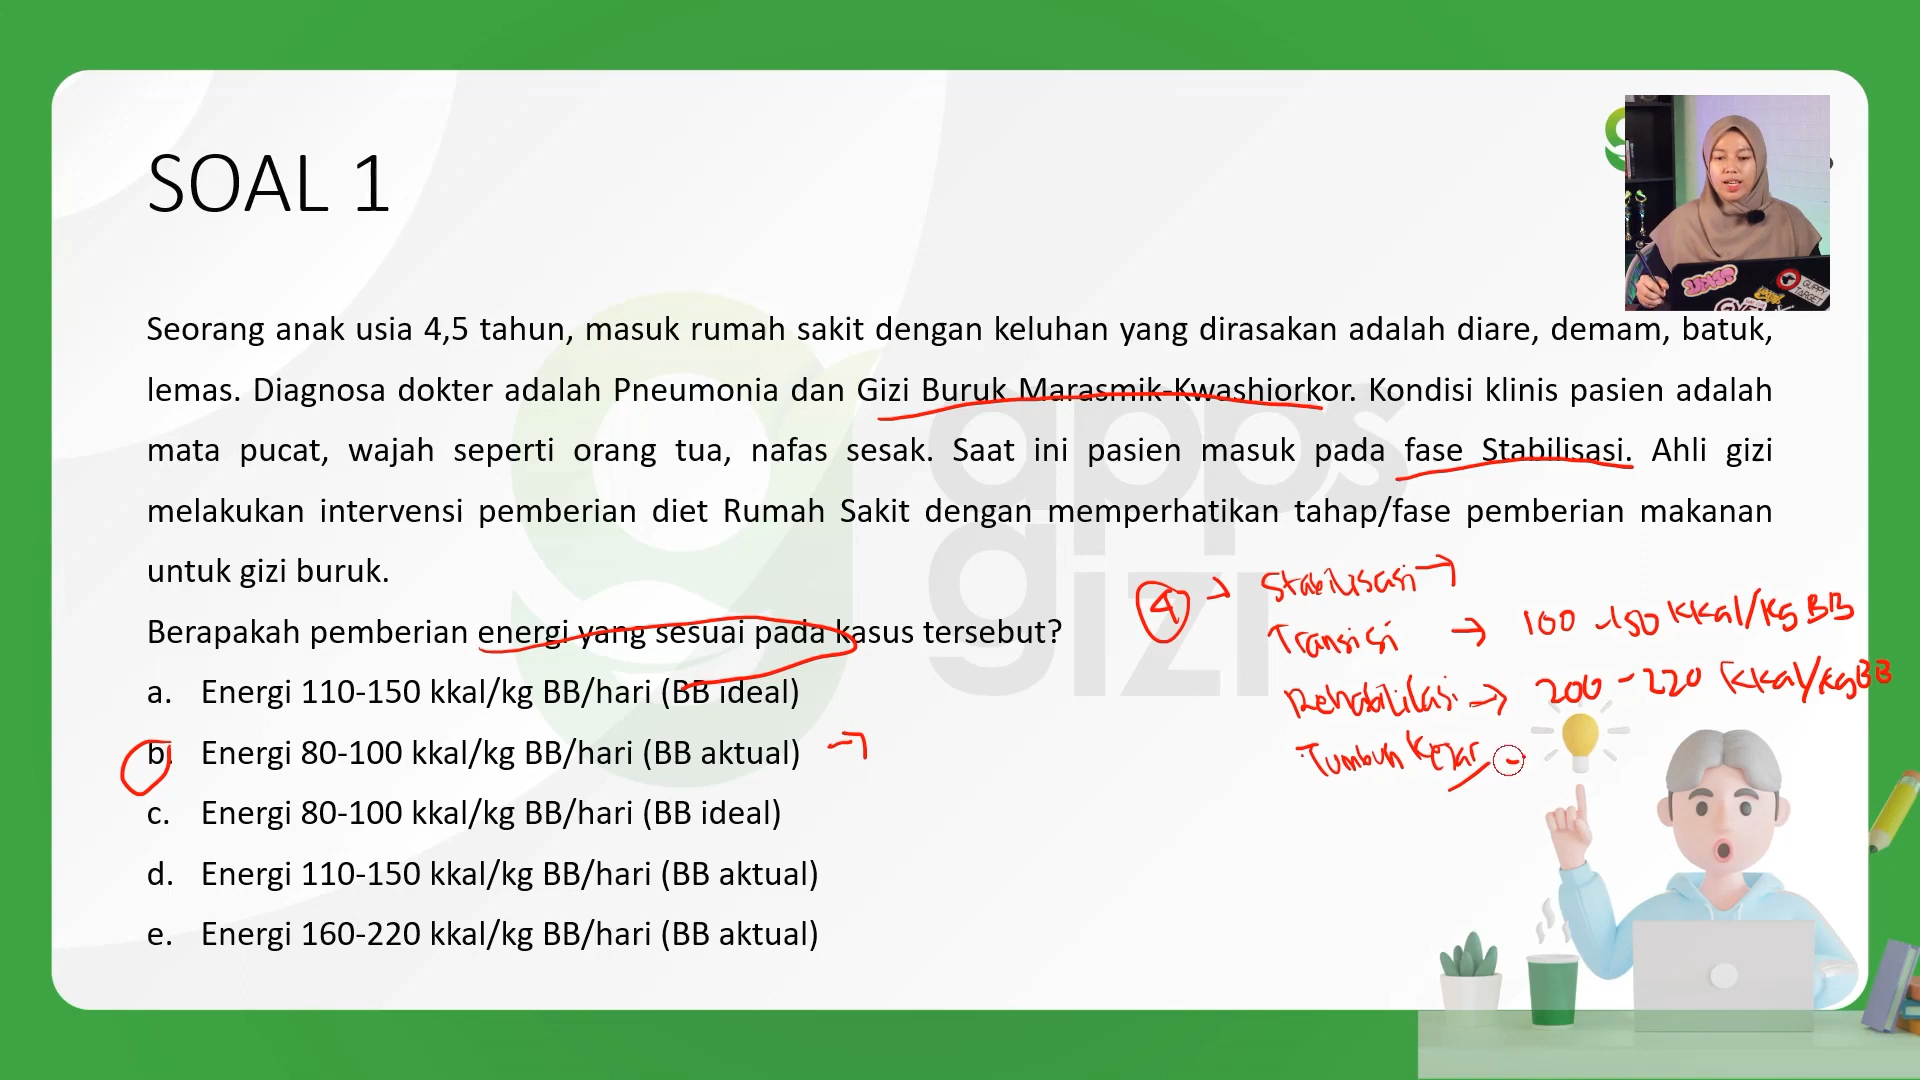 SOAL 1
Seorang anak usia 4,5 tahun, masuk rumah sakit dengan keluhan yang dirasakan adalah diare, demam, batuk,
lemas. Diagnosa dokter adalah Pneumonia dan Gizi Buruk Marasmik-Kwashiorkor. Kondisi klinis pasien adalah
mata pucat, wajah seperti orang tua, nafas sesak. Saat ini pasien masuk pada fase Stabilisasi. Ahli gizi
melakukan intervensi pemberian diet Rumah Sakit dengan memperhatikan tahap/fase pemberian makanan
untuk gizi buruk.
Berapakah pemberian energi yang sesuai pada kasus tersebut?
a. Energi 110-150 kkal/kg BB/hari (BB ideal)
b. Energi 80-100 kkal/kg BB/hari (BB aktual) →
c. Energi 80-100 kkal/kg BB/hari (BB ideal)
d. Energi 110-150 kkal/kg BB/hari (BB aktual)
e. Energi 160-220 kkal/kg BB/hari (BB aktual)
4 → Stabilisasi →
Transisi → 100-150 kkal/kg BB
Rehabilitasi → 200-220 kkal/kg BB
Tumbuh Kejar -
apps
gizi
GUPPY
TARGET